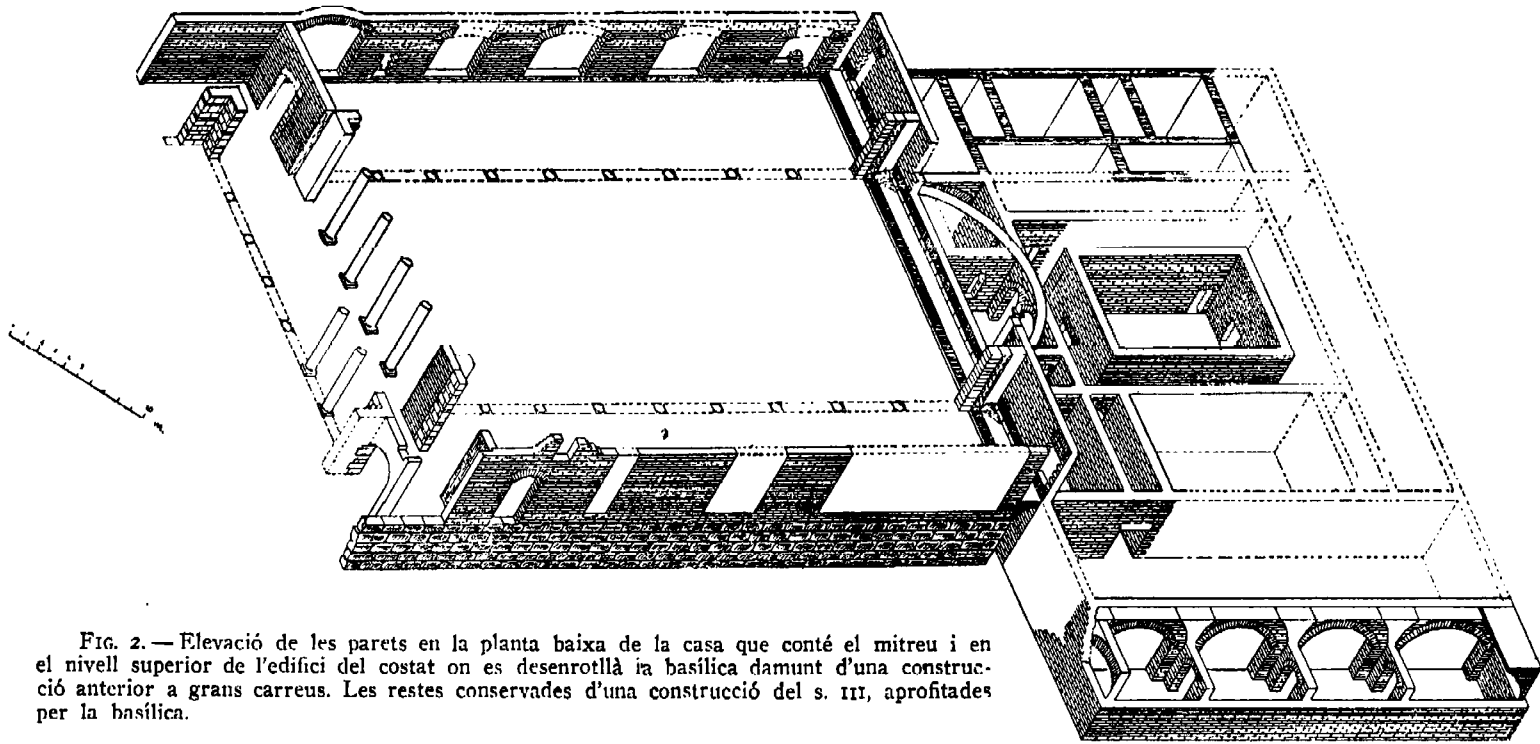 FIG. 2. — Elevació de les parets en la planta baixa de la casa que conté el mitreu i en
el nivell superior de l'edifici del costat on es desenrotllà la basílica damunt d'una construc-
ció anterior a grans carreus. Les restes conservades d'una construcció del s. III, aprofitades
per la basílica.